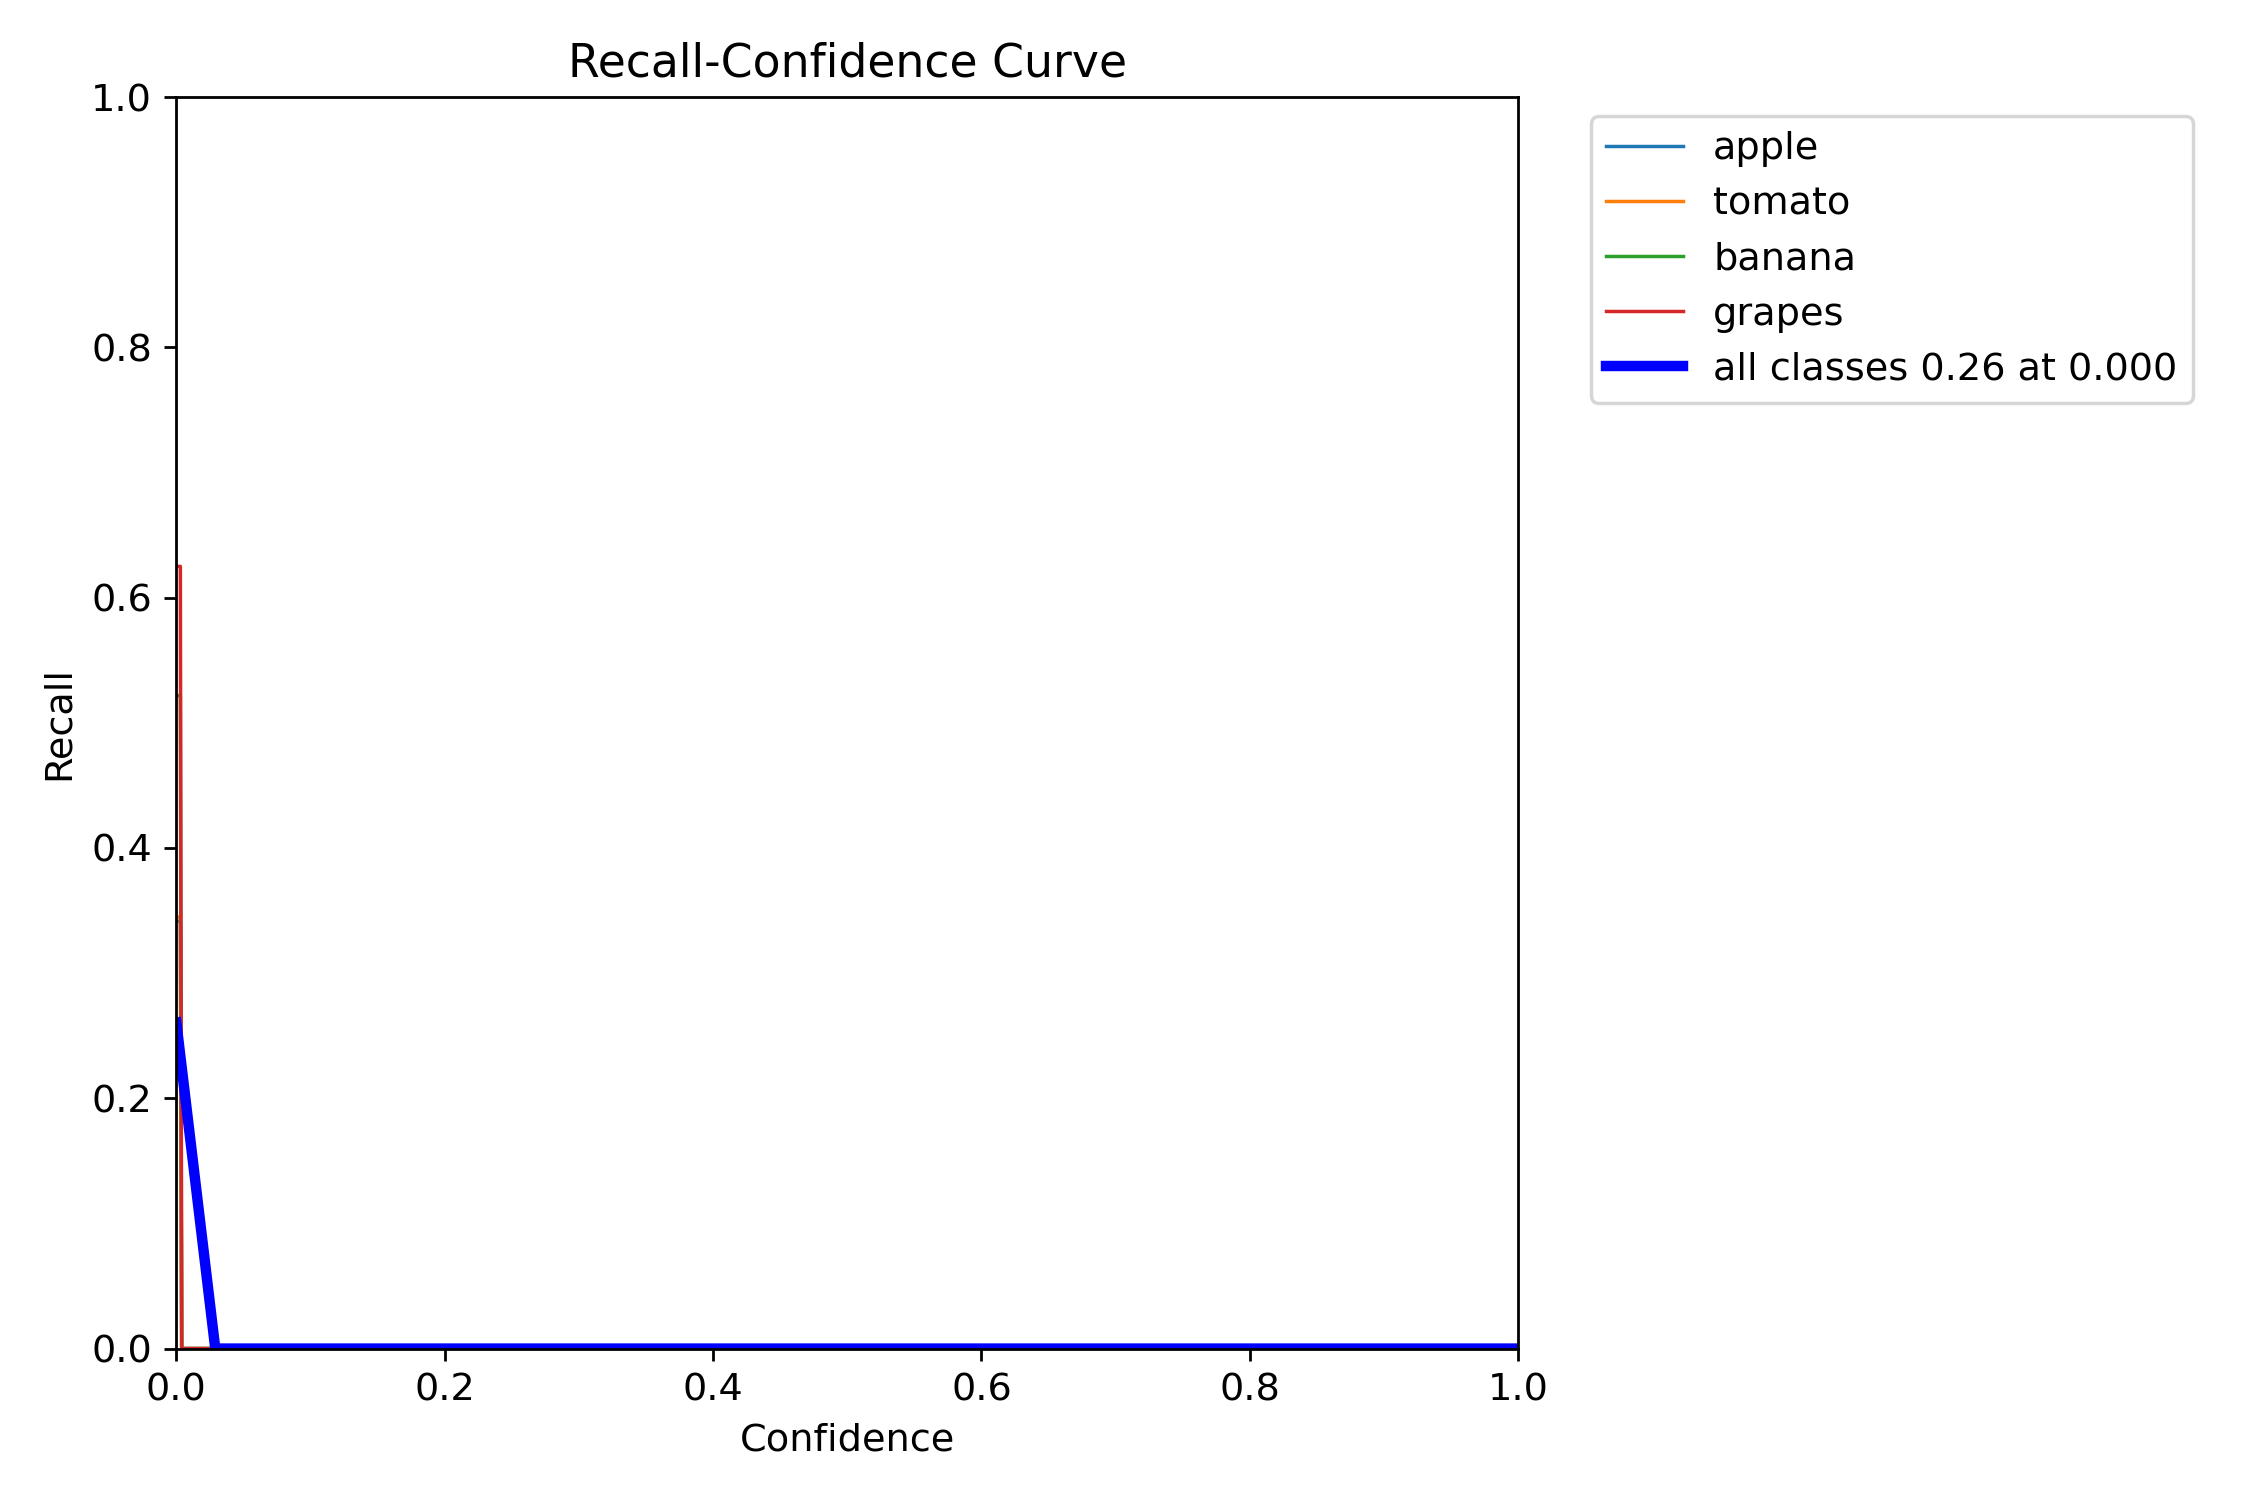 Recall-Confidence Curve
1.0
0.8
0.6
0.4
0.2
0.0
Recall
0.0 0.2 0.4 0.6 0.8 1.0
Confidence
apple
tomato
banana
grapes
all classes 0.26 at 0.000